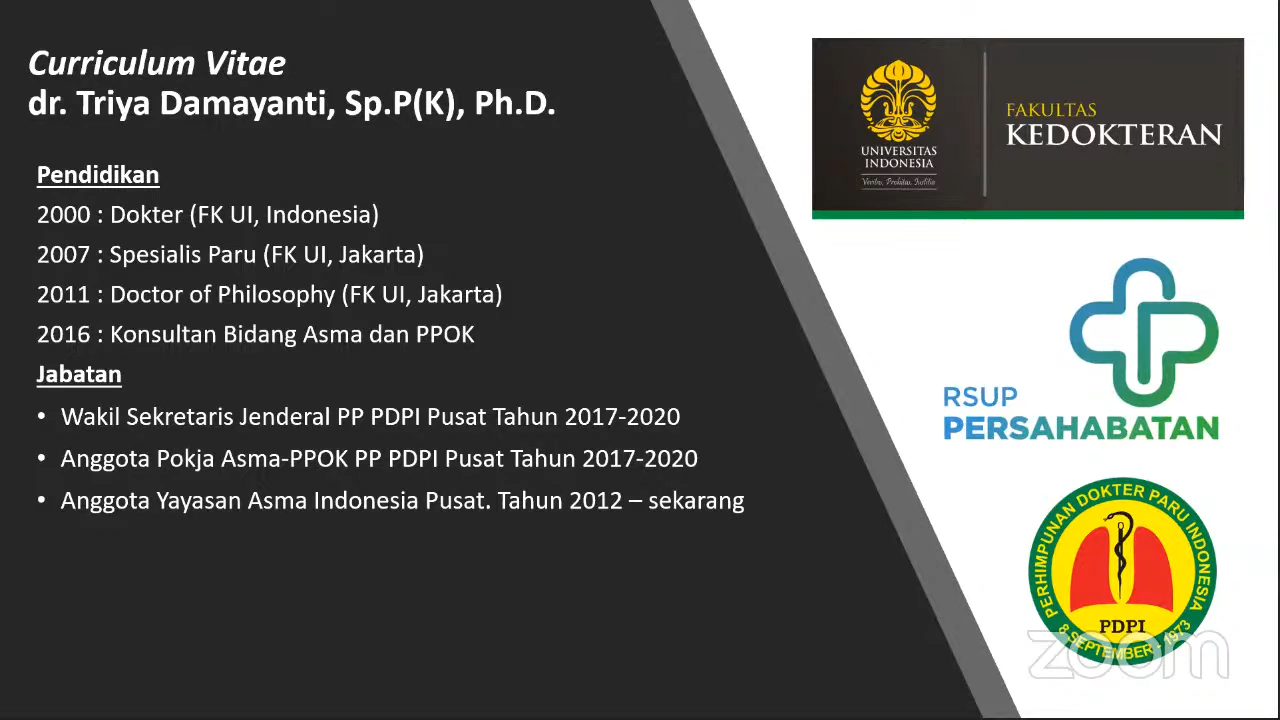 Curriculum Vitae
dr. Triya Damayanti, Sp.P(K), Ph.D.
Pendidikan
2000 : Dokter (FK UI, Indonesia)
2007 : Spesialis Paru (FK UI, Jakarta)
2011 : Doctor of Philosophy (FK UI, Jakarta)
2016 : Konsultan Bidang Asma dan PPOK
Jabatan
• Wakil Sekretaris Jenderal PP PDPI Pusat Tahun 2017-2020
• Anggota Pokja Asma-PPOK PP PDPI Pusat Tahun 2017-2020
• Anggota Yayasan Asma Indonesia Pusat. Tahun 2012 – sekarang
UNIVERSITAS
INDONESIA
Veritas, Probitas, Iustitia
FAKULTAS
KEDOKTERAN
RSUP
PERSAHABATAN
PERHIMPUNAN DOKTER PARU INDONESIA
PDPI
8 SEPTEMBER - 1973
zoom